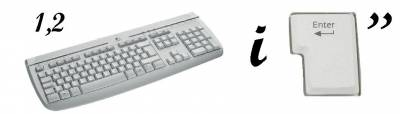 1,2 i Enter ”